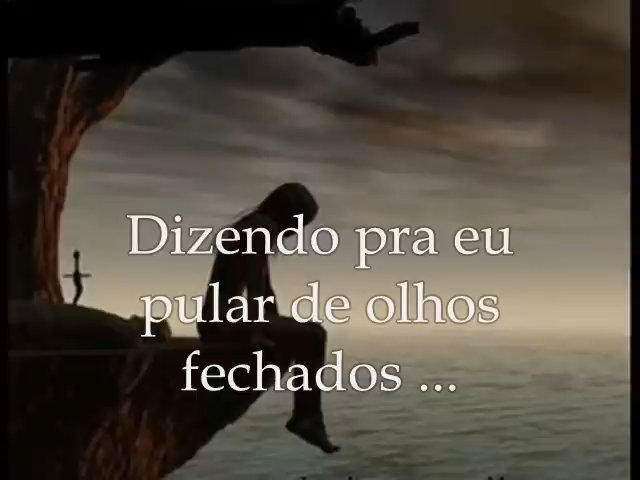 Dizendo pra eu
pular de olhos
fechados ...